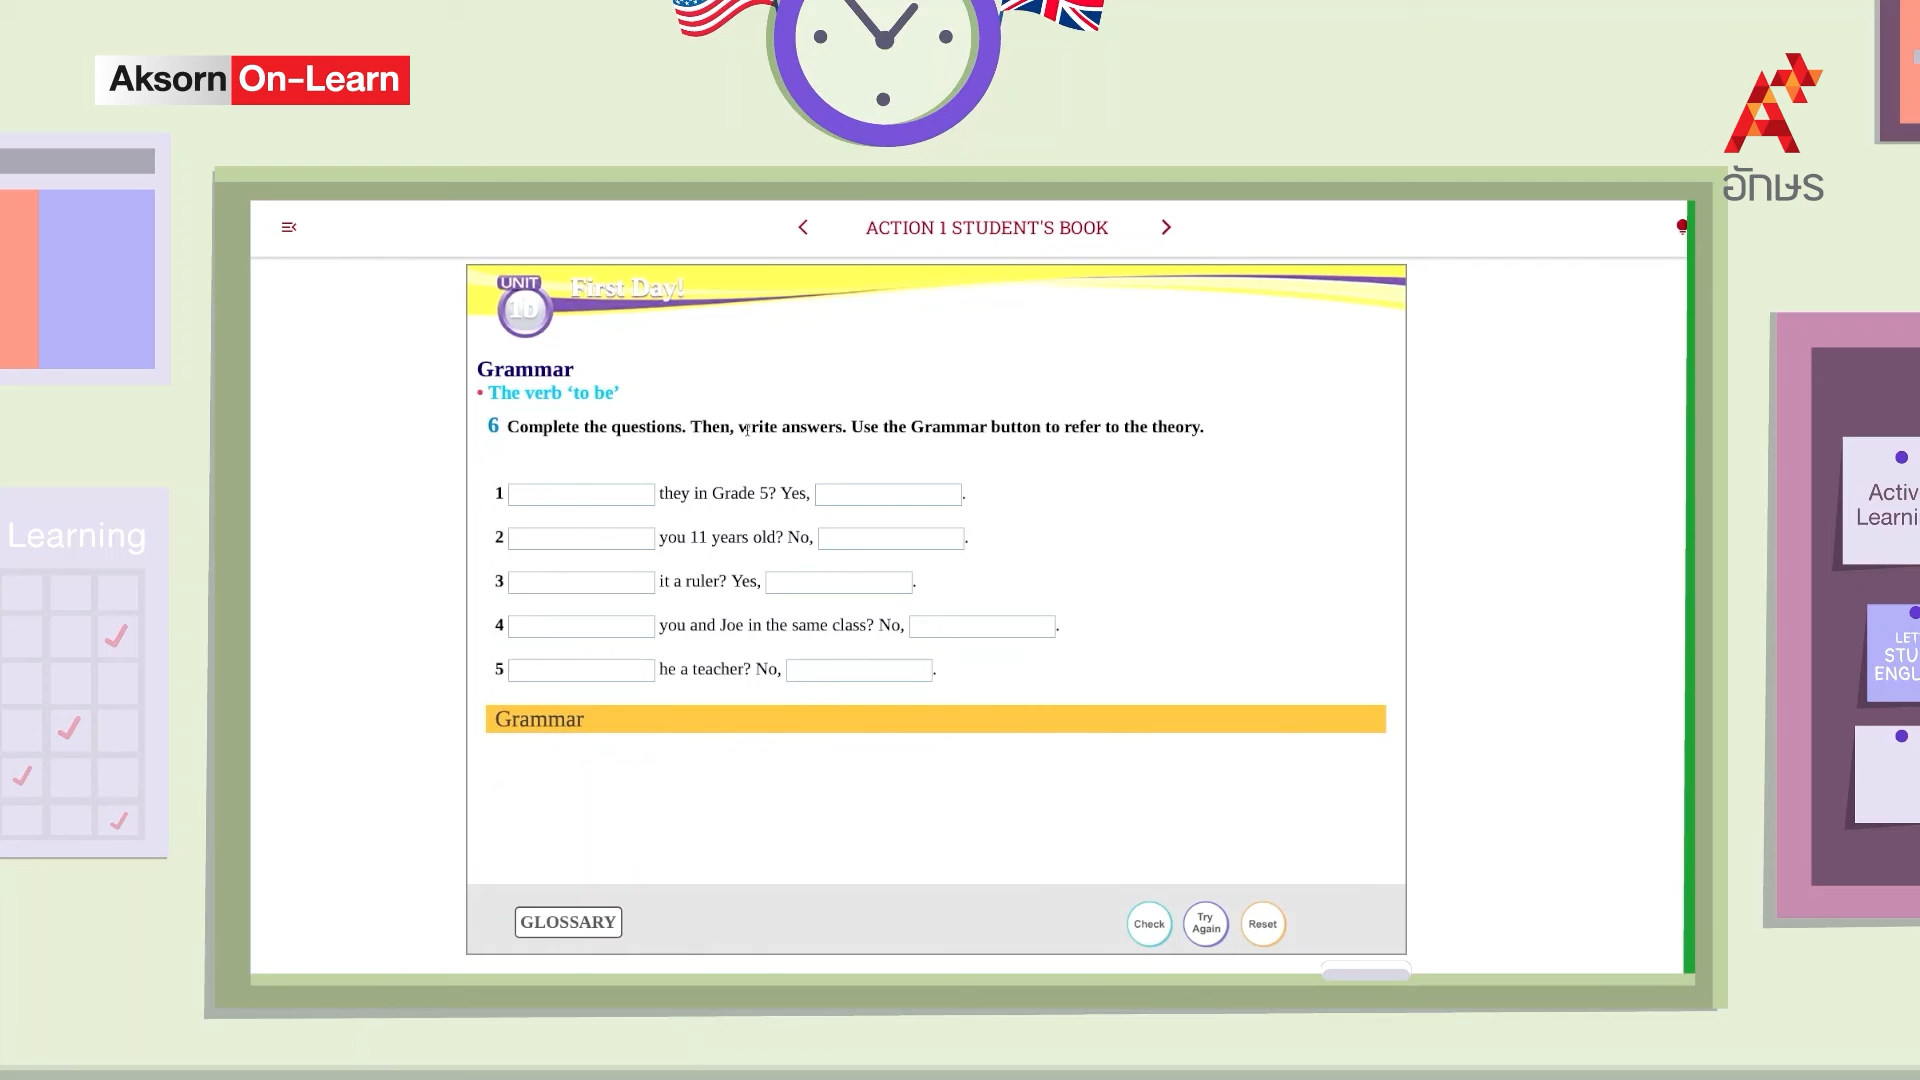 Aksorn On-Learn
อักษร
ACTION 1 STUDENT'S BOOK
UNIT
1b
First Day!
Grammar
• The verb ‘to be’
6 Complete the questions. Then, write answers. Use the Grammar button to refer to the theory.
1 they in Grade 5? Yes, .
2 you 11 years old? No, .
3 it a ruler? Yes, .
4 you and Joe in the same class? No, .
5 he a teacher? No, .
Grammar
GLOSSARY
Check
Try
Again
Reset
Learning
Activ
Learni
LET
STU
ENGL